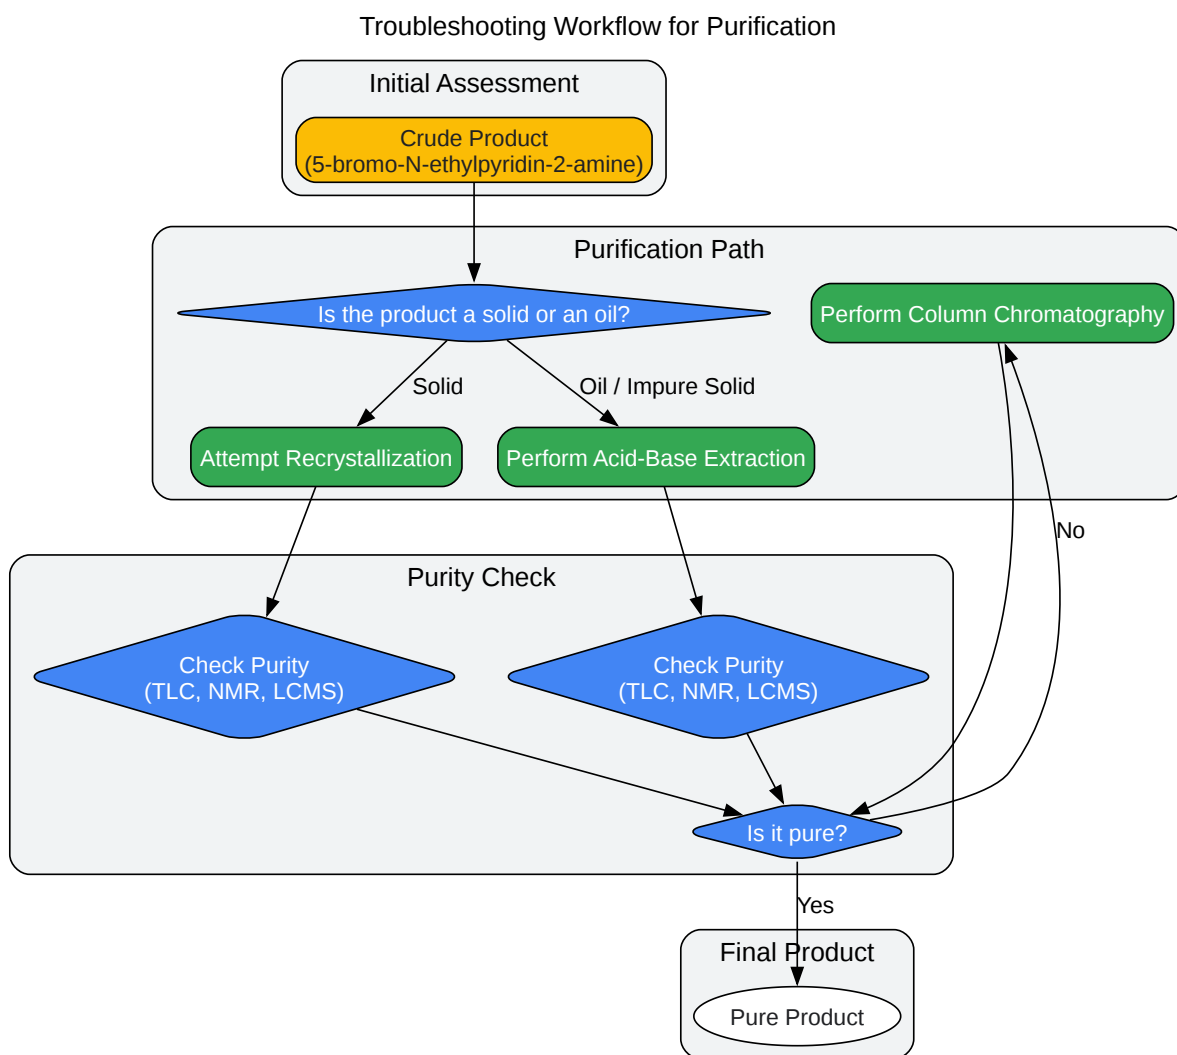 Troubleshooting Workflow for Purification
Initial Assessment
Crude Product
(5-bromo-N-ethylpyridin-2-amine)
Purification Path
Is the product a solid or an oil?
Perform Column Chromatography
Solid
Oil / Impure Solid
Attempt Recrystallization
Perform Acid-Base Extraction
No
Purity Check
Check Purity
(TLC, NMR, LCMS)
Check Purity
(TLC, NMR, LCMS)
Is it pure?
Yes
Final Product
Pure Product